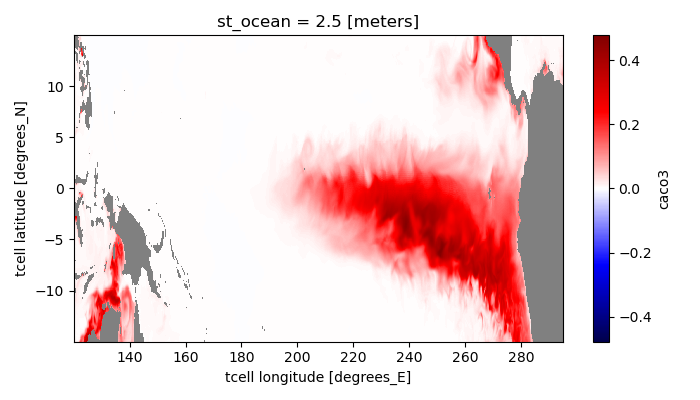 st_ocean = 2.5 [meters]
tcell latitude [degrees_N]
10
5
0
−5
−10
140 160 180 200 220 240 260 280
tcell longitude [degrees_E]
0.4
0.2
0.0
−0.2
−0.4
caco3